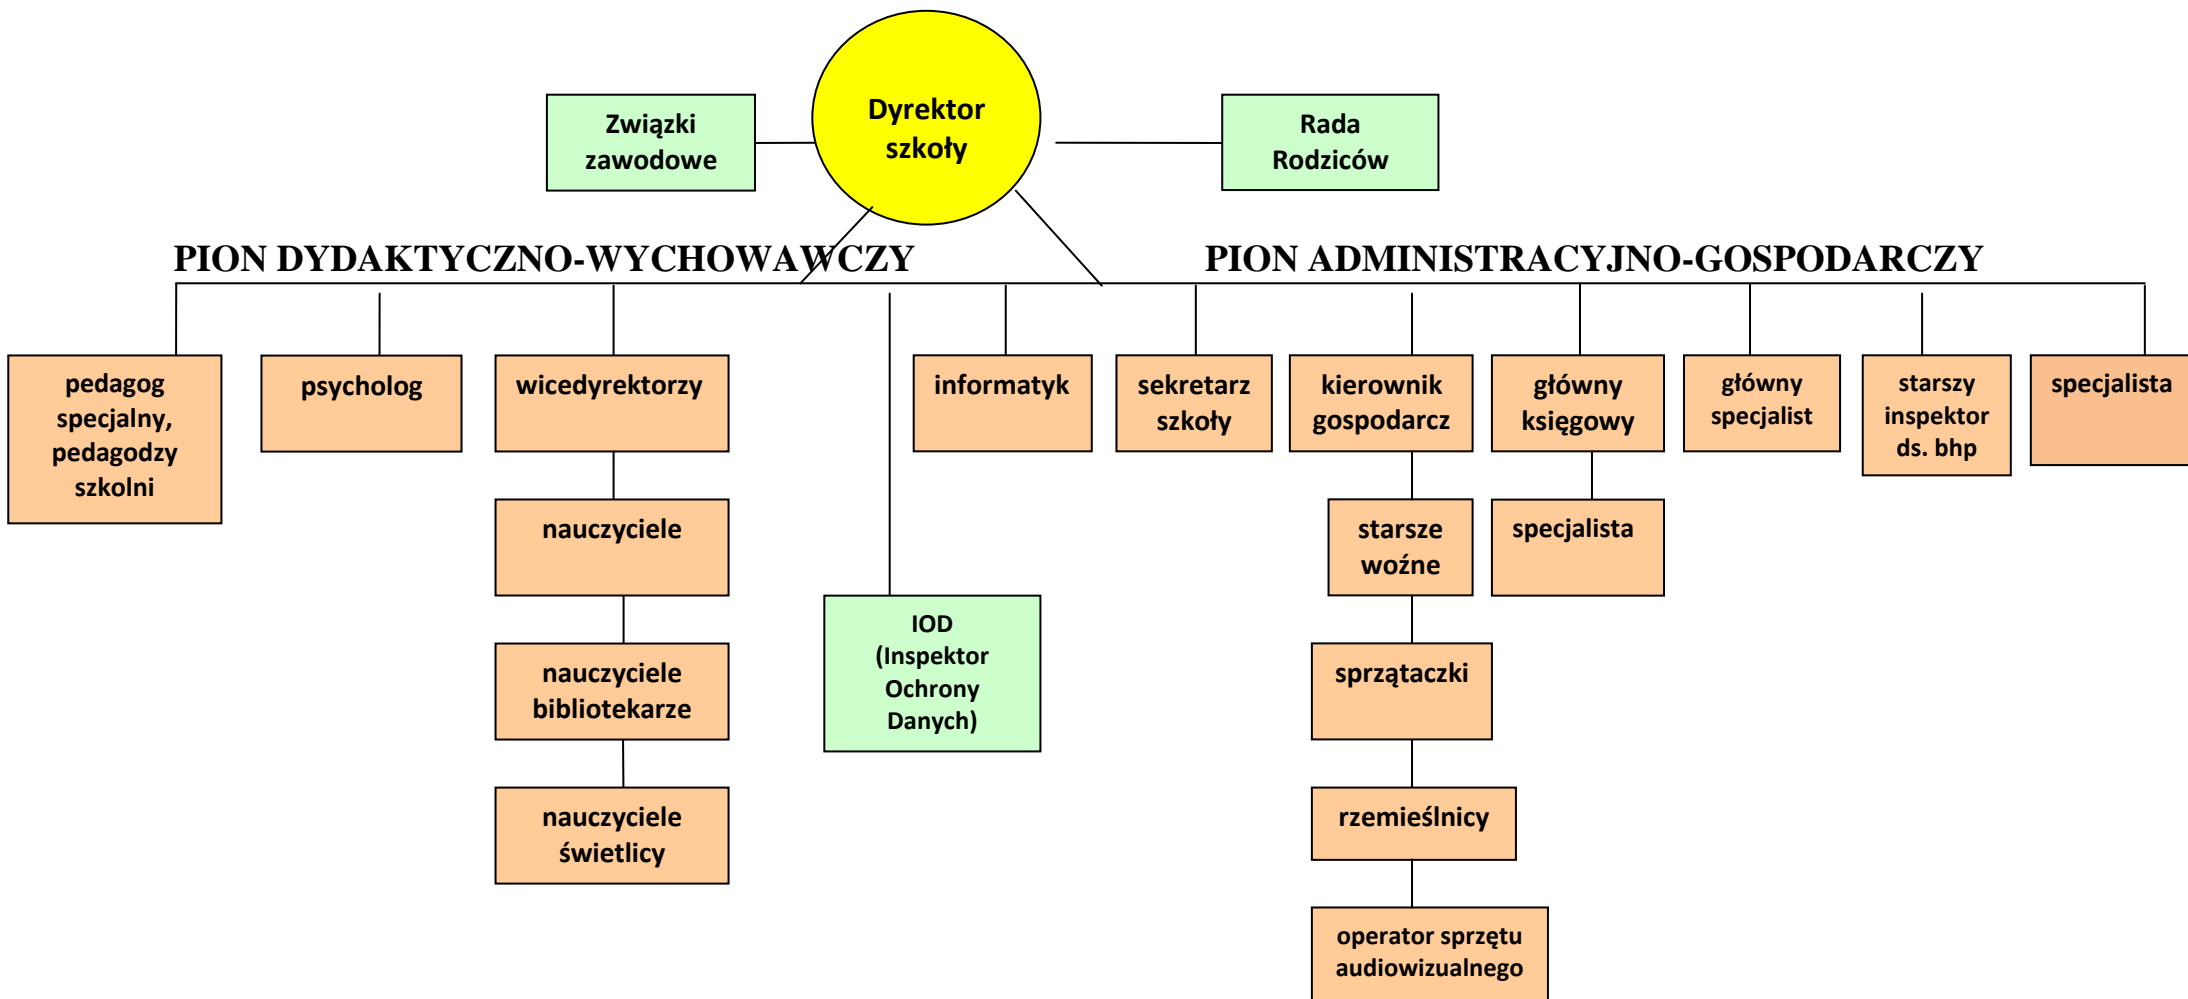 Dyrektor
szkoły
Związki
zawodowe
Rada
Rodziców
PION DYDAKTYCZNO-WYCHOWAWCZY
PION ADMINISTRACYJNO-GOSPODARCZY
pedagog
specjalny,
pedagodzy
szkolni
psycholog
wicedyrektorzy
informatyk
sekretarz
szkoły
kierownik
gospodarcz
główny
księgowy
główny
specjalist
starszy
inspektor
ds. bhp
specjalista
nauczyciele
starsze
woźne
specjalista
IOD
(Inspektor
Ochrony
Danych)
nauczyciele
bibliotekarze
sprzątaczki
nauczyciele
świetlicy
rzemieślnicy
operator sprzętu
audiowizualnego